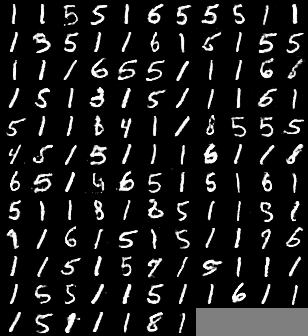 1 1 5 5 1 6 5 5 5 1 1
1 3 5 1 1 6 1 5 1 5 5
1 1 1 6 5 5 1 1 1 6 6
1 5 1 3 1 5 1 1 1 6 1
5 1 1 8 4 1 1 8 5 5 5
4 5 1 5 1 1 1 6 1 1 8
6 5 1 6 6 5 1 5 1 6 1
5 1 1 8 1 8 5 1 1 5 6
9 1 6 1 5 1 5 1 1 9 6
1 1 5 1 5 9 1 5 1 1 1
1 5 5 1 1 5 1 1 6 1 1
1 5 1 1 1 8 1